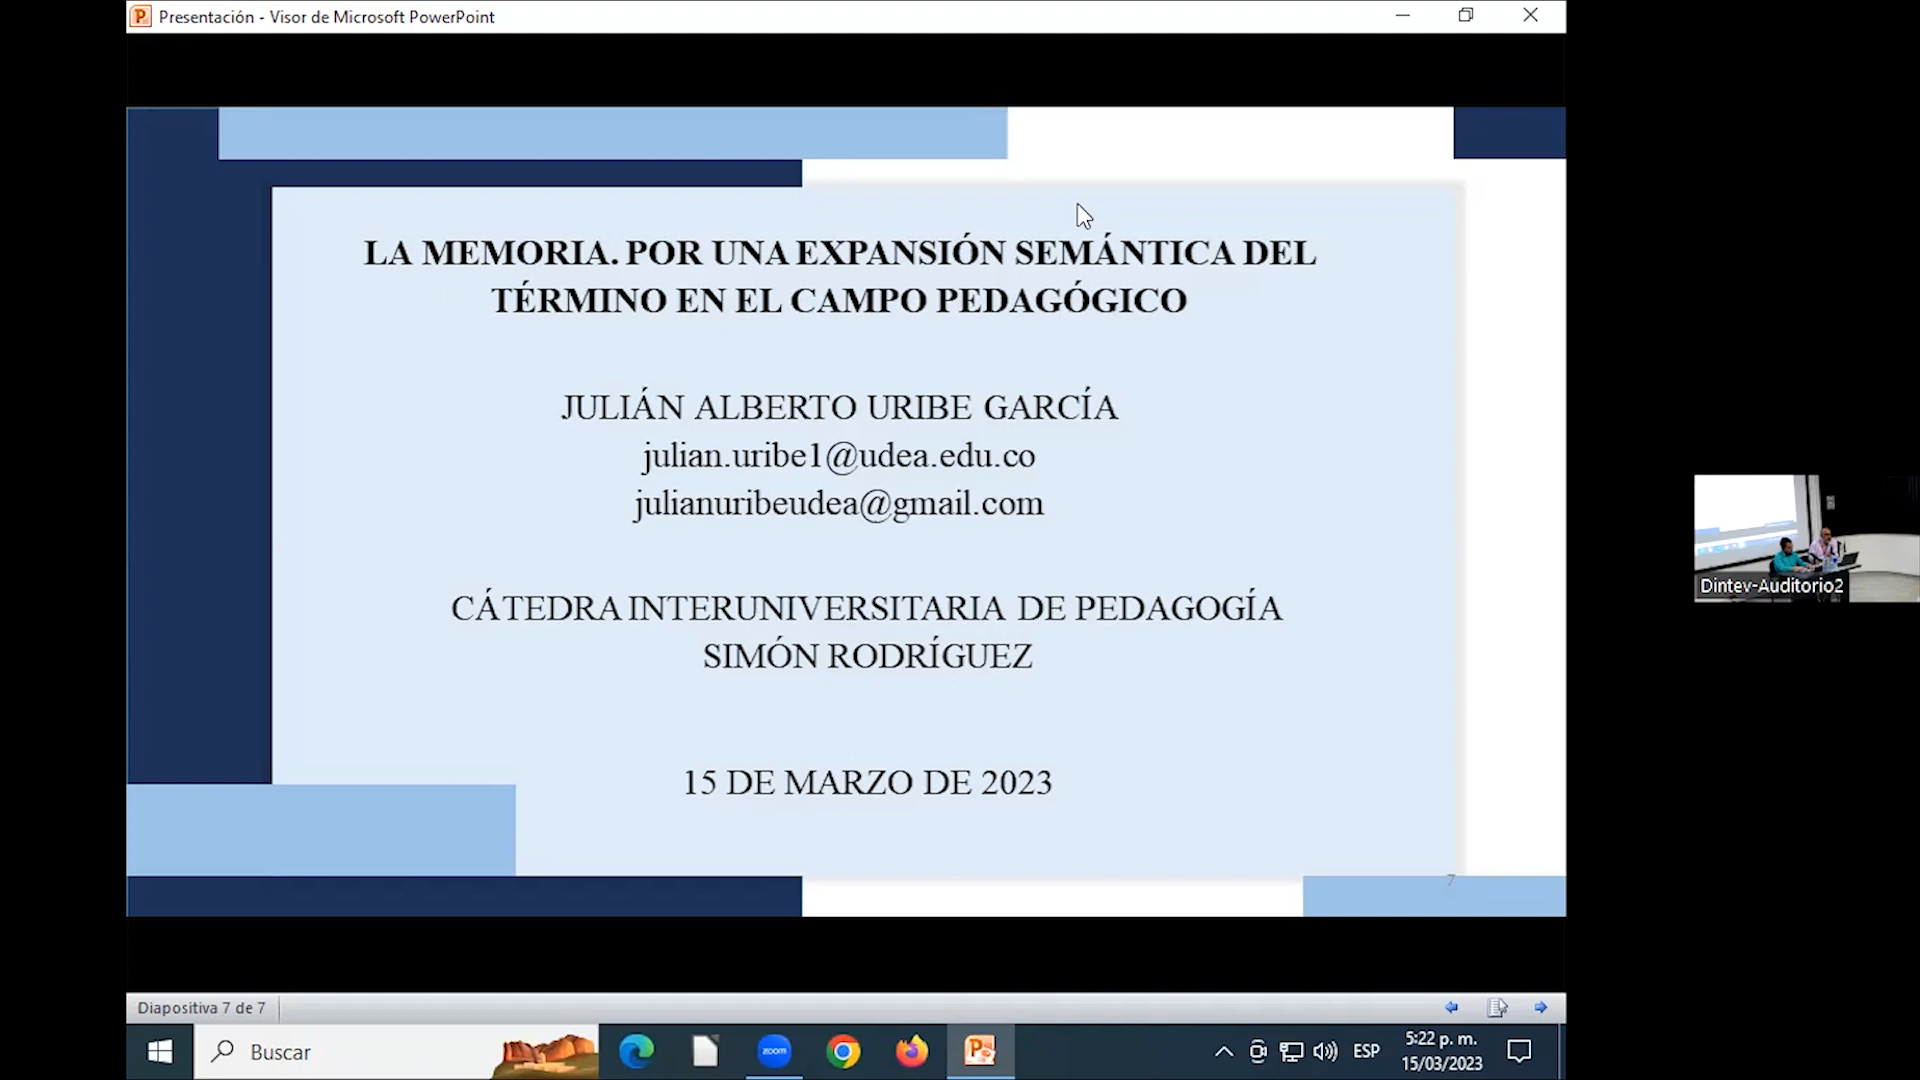 Presentación - Visor de Microsoft PowerPoint
LA MEMORIA. POR UNA EXPANSIÓN SEMÁNTICA DEL
TÉRMINO EN EL CAMPO PEDAGÓGICO
JULIÁN ALBERTO URIBE GARCÍA
julian.uribe1@udea.edu.co
julianuribeudea@gmail.com
CÁTEDRA INTERUNIVERSITARIA DE PEDAGOGÍA
SIMÓN RODRÍGUEZ
15 DE MARZO DE 2023
7
Dintev-Auditorio2
Diapositiva 7 de 7
Buscar
zoom
ESP
5:22 p. m.
15/03/2023